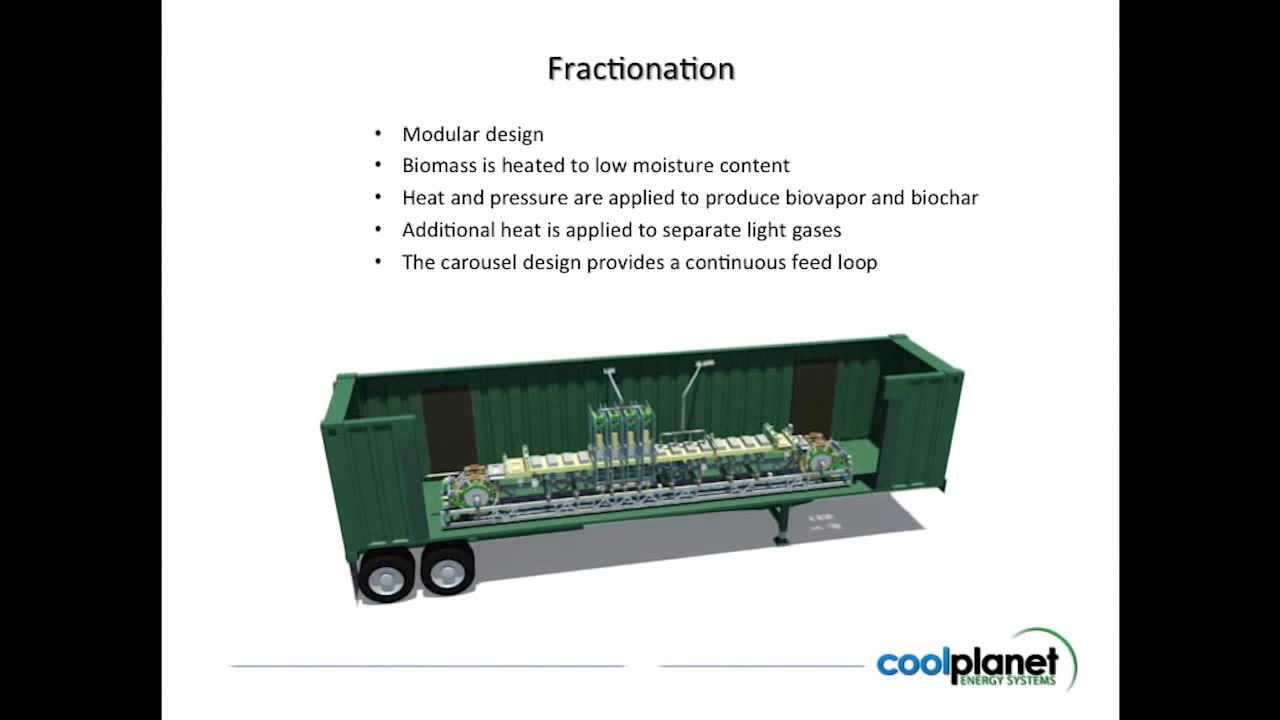 Fractionation
• Modular design
• Biomass is heated to low moisture content
• Heat and pressure are applied to produce biovapor and biochar
• Additional heat is applied to separate light gases
• The carousel design provides a continuous feed loop
coolplanet
ENERGY SYSTEMS